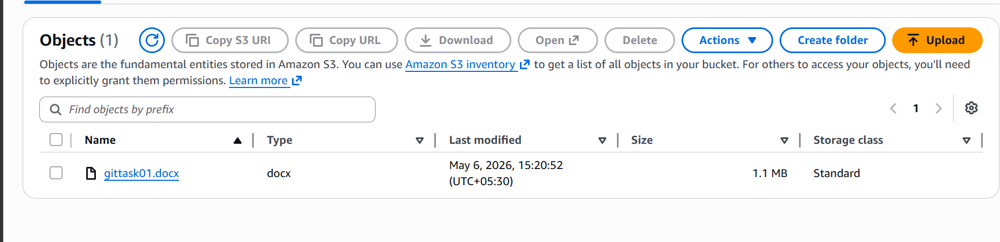 Objects (1) Copy S3 URI Copy URL Download Open Delete Actions Create folder Upload
Objects are the fundamental entities stored in Amazon S3. You can use Amazon S3 inventory to get a list of all objects in your bucket. For others to access your objects, you'll need
to explicitly grant them permissions. Learn more
Find objects by prefix 1
Name Type Last modified Size Storage class
gittask01.docx docx May 6, 2026, 15:20:52 1.1 MB Standard
(UTC+05:30)